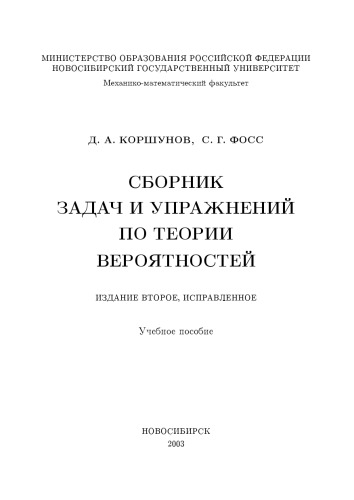 МИНИСТЕРСТВО ОБРАЗОВАНИЯ РОССИЙСКОЙ ФЕДЕРАЦИИ
НОВОСИБИРСКИЙ ГОСУДАРСТВЕННЫЙ УНИВЕРСИТЕТ
Механико-математический факультет
Д. А. КОРШУНОВ, С. Г. ФОСС
СБОРНИК
ЗАДАЧ И УПРАЖНЕНИЙ
ПО ТЕОРИИ
ВЕРОЯТНОСТЕЙ
ИЗДАНИЕ ВТОРОЕ, ИСПРАВЛЕННОЕ
Учебное пособие
НОВОСИБИРСК
2003